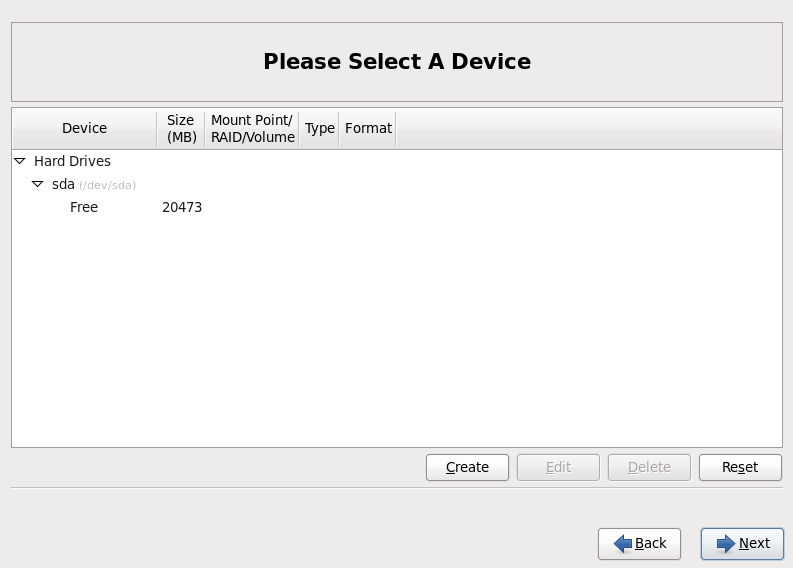 Please Select A Device
Device
Size
(MB)
Mount Point/
RAID/Volume
Type
Format
Hard Drives
sda (/dev/sda)
Free 20473
Create Edit Delete Reset
Back Next